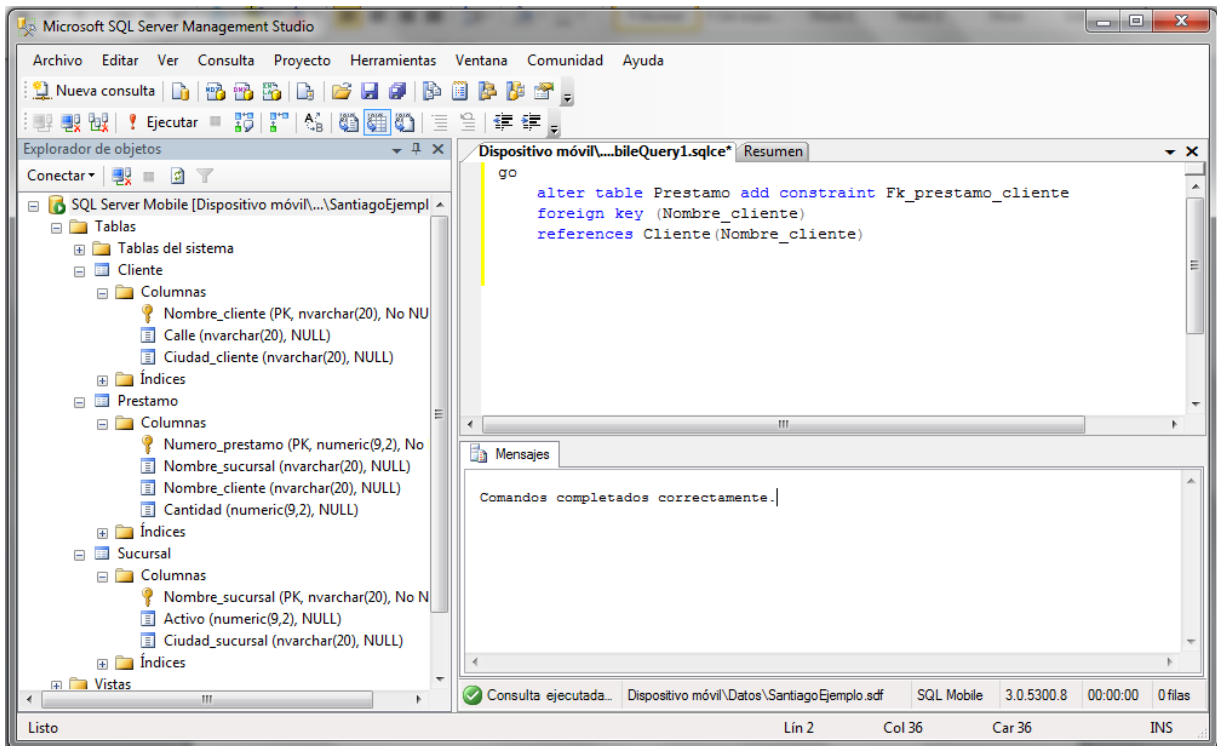 Microsoft SQL Server Management Studio
Archivo Editar Ver Consulta Proyecto Herramientas Ventana Comunidad Ayuda
Nueva consulta
Ejecutar
Explorador de objetos
Conectar
SQL Server Mobile [Dispositivo móvil\...\SantiagoEjempl
Tablas
Tablas del sistema
Cliente
Columnas
Nombre_cliente (PK, nvarchar(20), No NU
Calle (nvarchar(20), NULL)
Ciudad_cliente (nvarchar(20), NULL)
Índices
Prestamo
Columnas
Numero_prestamo (PK, numeric(9,2), No
Nombre_sucursal (nvarchar(20), NULL)
Nombre_cliente (nvarchar(20), NULL)
Cantidad (numeric(9,2), NULL)
Índices
Sucursal
Columnas
Nombre_sucursal (PK, nvarchar(20), No N
Activo (numeric(9,2), NULL)
Ciudad_sucursal (nvarchar(20), NULL)
Índices
Vistas
Dispositivo móvil\....bileQuery1.sqlce* Resumen
go
alter table Prestamo add constraint Fk_prestamo_cliente
foreign key (Nombre_cliente)
references Cliente(Nombre_cliente)
Mensajes
Comandos completados correctamente.
Consulta ejecutada... Dispositivo móvil\Datos\SantiagoEjemplo.sdf SQL Mobile 3.0.5300.8 00:00:00 0 filas
Listo Lín 2 Col 36 Car 36 INS